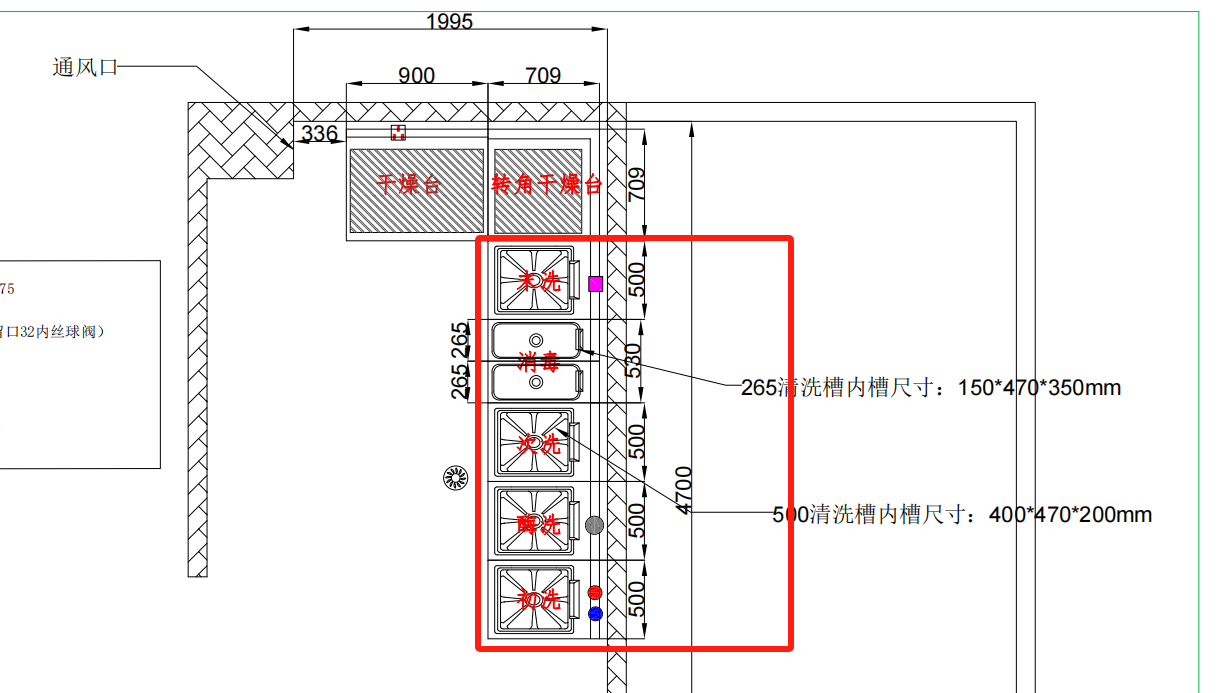 1995
通风口
900
709
336
干燥台
转角干燥台
709
75
末洗
500
留口32内丝球阀）
265
消毒
530
265
265清洗槽内槽尺寸：150*470*350mm
次洗
500
4700
500清洗槽内槽尺寸：400*470*200mm
酶洗
500
初洗
500